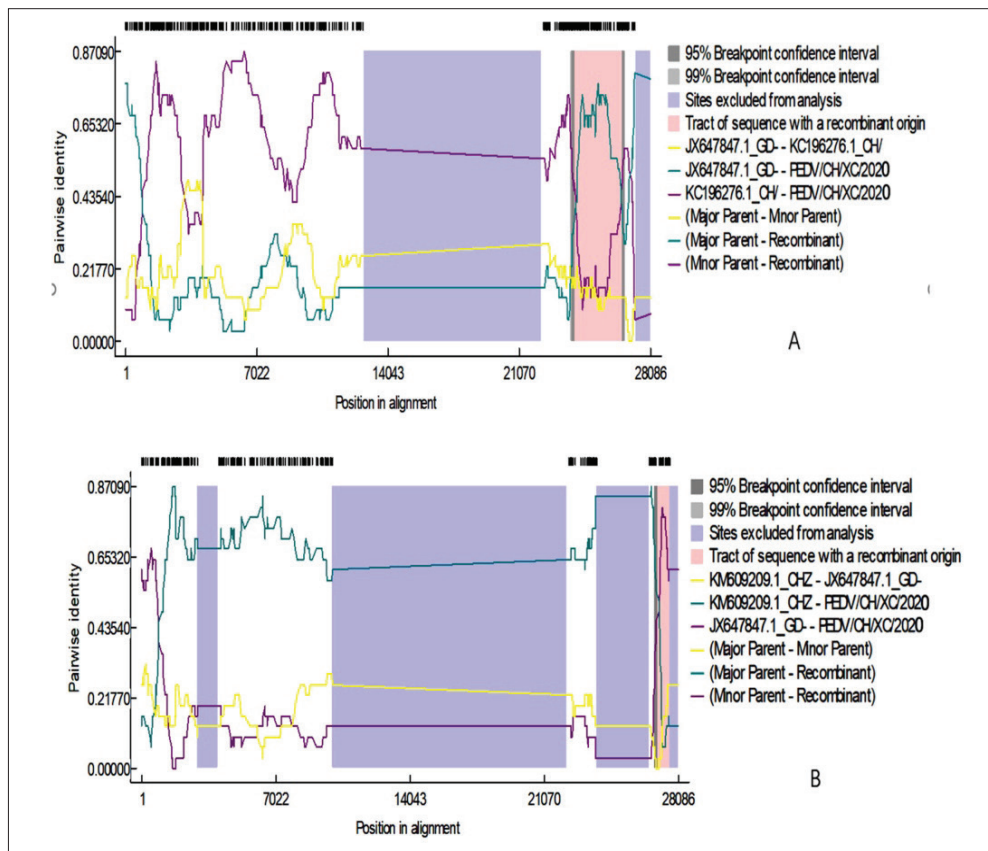 0.87090
0.65320
0.43540
0.21770
0.00000
Pairwise identity
1
7022
14043
21070
28086
Position in alignment
95% Breakpoint confidence interval
99% Breakpoint confidence interval
Sites excluded from analysis
Tract of sequence with a recombinant origin
JX647847.1_GD- - KC196276.1_CH/
JX647847.1_GD- - PEDV/CH/XC/2020
KC196276.1_CH/ - PEDV/CH/XC/2020
(Major Parent - Mnor Parent)
(Major Parent - Recombinant)
(Mnor Parent - Recombinant)
A
0.87090
0.65320
0.43540
0.21770
0.00000
Pairwise identity
1
7022
14043
21070
28086
Position in alignment
95% Breakpoint confidence interval
99% Breakpoint confidence interval
Sites excluded from analysis
Tract of sequence with a recombinant origin
KM609209.1_CHZ - JX647847.1_GD-
KM609209.1_CHZ - PEDV/CH/XC/2020
JX647847.1_GD- - PEDV/CH/XC/2020
(Major Parent - Mnor Parent)
(Major Parent - Recombinant)
(Mnor Parent - Recombinant)
B